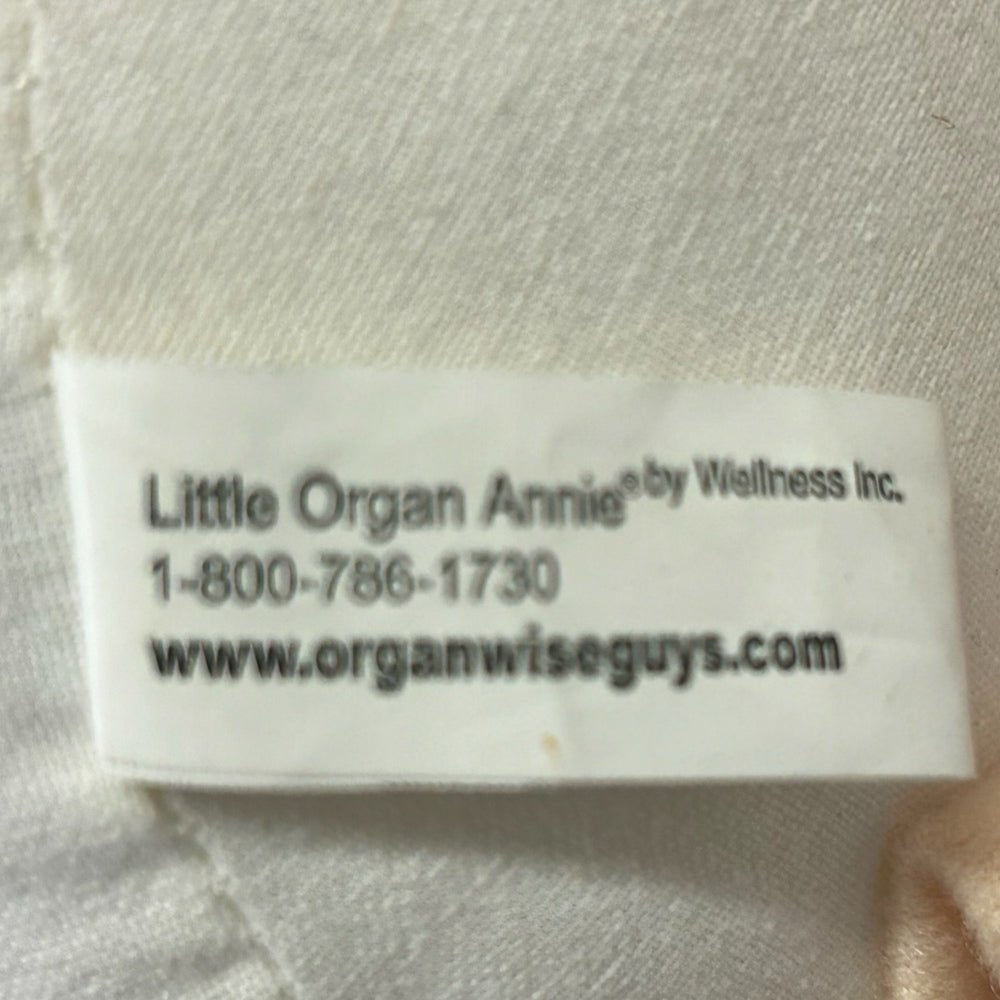 Little Organ Annie® by Wellness Inc.
1-800-786-1730
www.organwiseguys.com